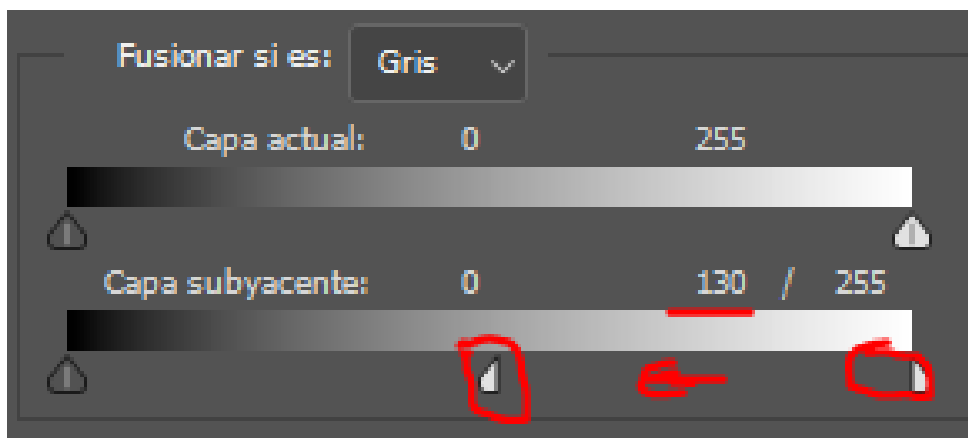 Fusionar si es: Gris
Capa actual: 0 255
Capa subyacente: 0 130 / 255